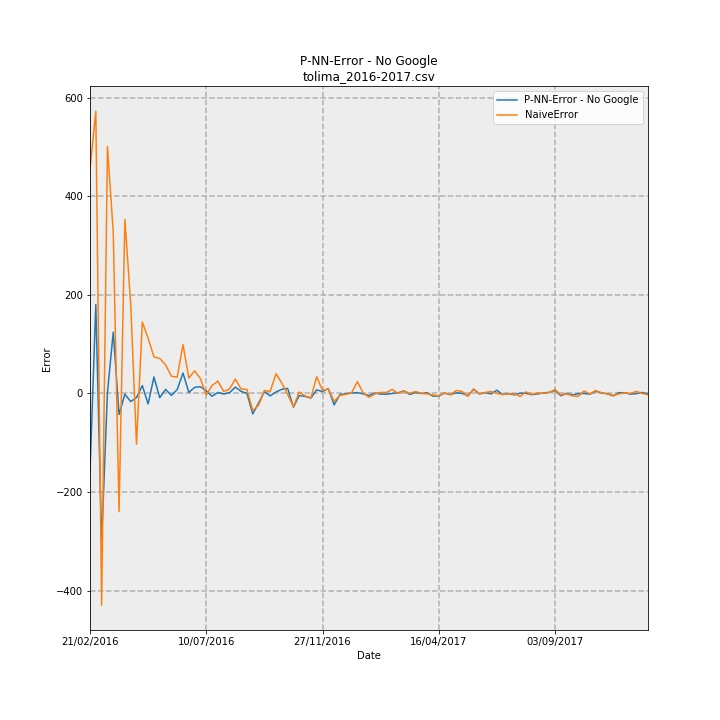 P-NN-Error - No Google
tolima_2016-2017.csv
P-NN-Error - No Google
NaiveError
600
400
200
0
−200
−400
Error
21/02/2016
10/07/2016
27/11/2016
16/04/2017
03/09/2017
Date